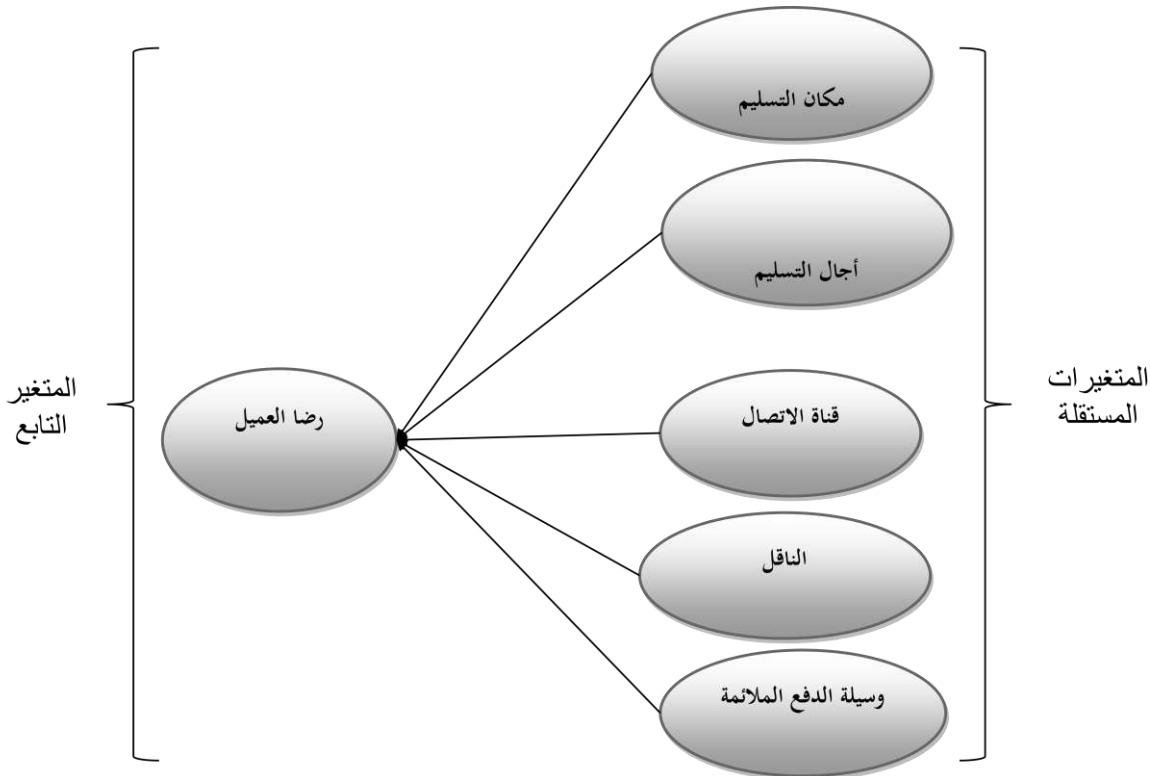 مكان التسليم
أجال التسليم
المتغيرات
المستقلة
قناة الاتصال
رضا العميل
المتغير
التابع
الناقل
وسيلة الدفع الملائمة